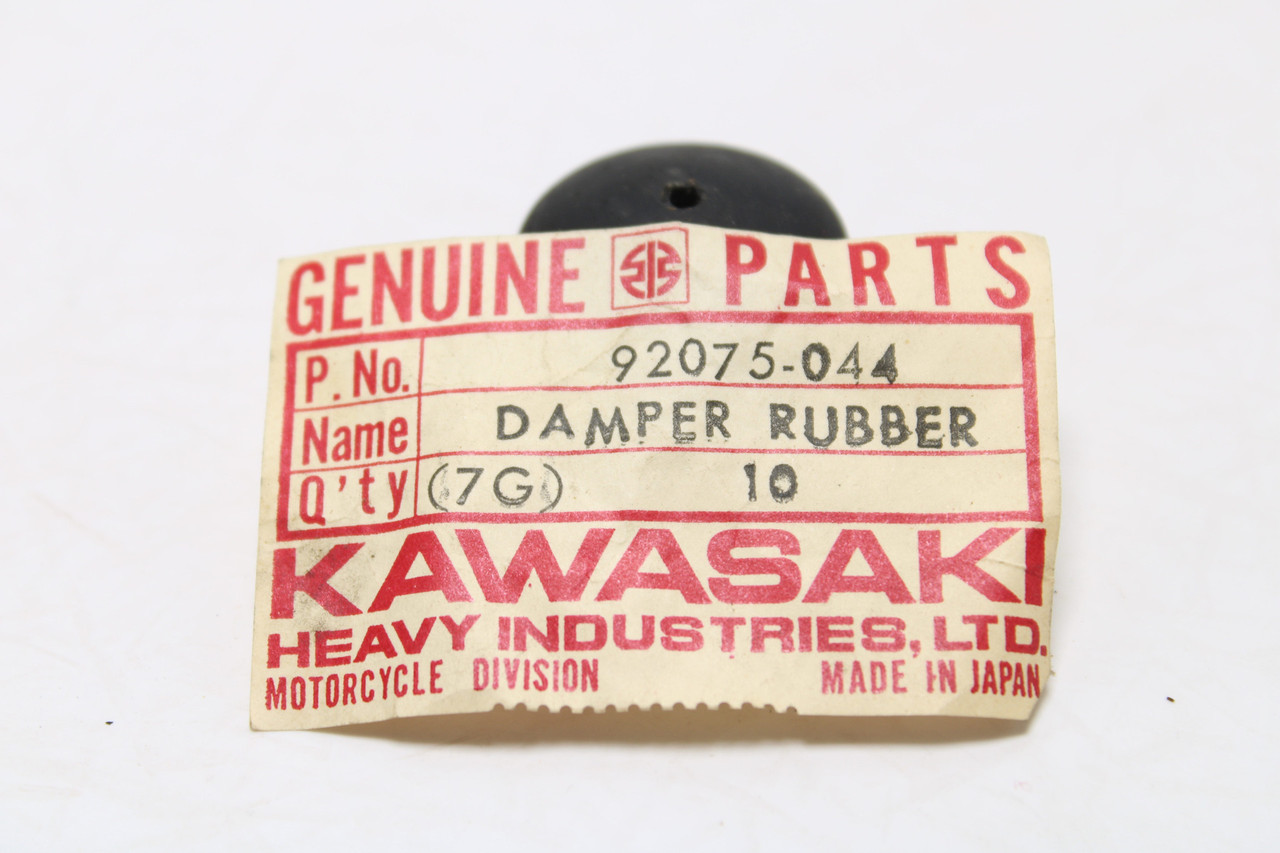 GENUINE PARTS
P. No. 92075-044
Name DAMPER RUBBER
Q'ty (7G) 10
KAWASAKI
HEAVY INDUSTRIES, LTD.
MOTORCYCLE DIVISION MADE IN JAPAN